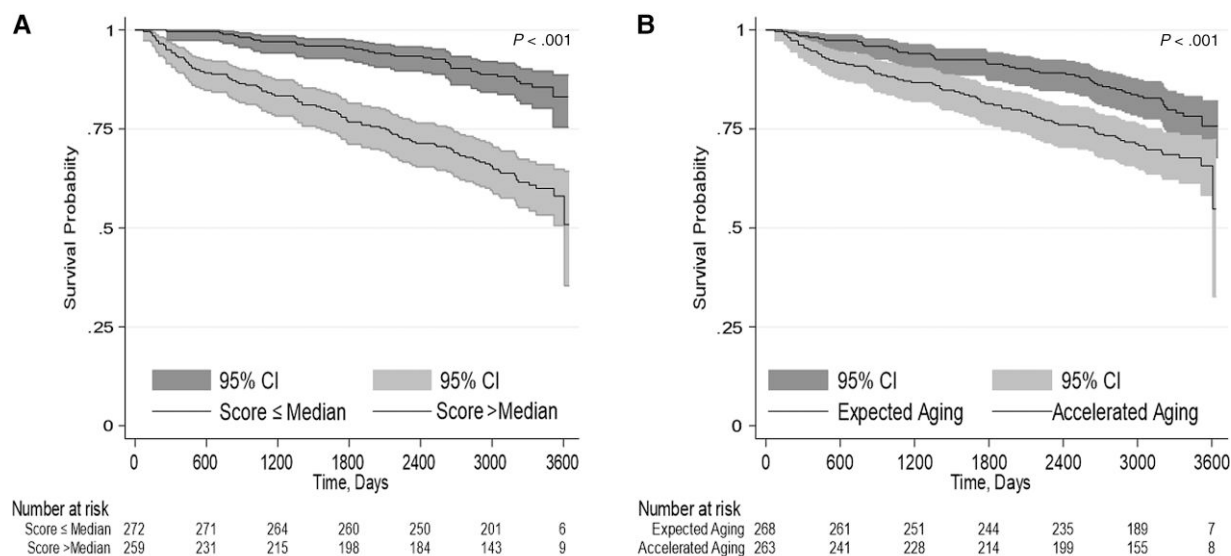 A
P < .001
1
.75
.5
.25
0
Survival Probabiity
95% CI
95% CI
Score ≤ Median
Score >Median
0 600 1200 1800 2400 3000 3600
Time, Days
Number at risk
Score ≤ Median 272 271 264 260 250 201 6
Score >Median 259 231 215 198 184 143 9
B
P < .001
1
.75
.5
.25
0
Survival Probabiity
95% CI
95% CI
Expected Aging
Accelerated Aging
0 600 1200 1800 2400 3000 3600
Time, Days
Number at risk
Expected Aging 268 261 251 244 235 189 7
Accelerated Aging 263 241 228 214 199 155 8